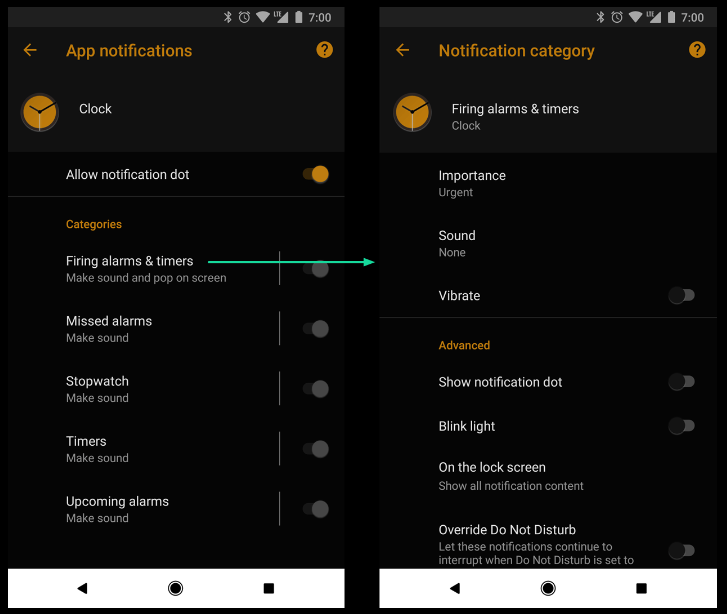 LTE 7:00
App notifications
Clock
Allow notification dot
Categories
Firing alarms & timers
Make sound and pop on screen
Missed alarms
Make sound
Stopwatch
Make sound
Timers
Make sound
Upcoming alarms
Make sound
LTE 7:00
Notification category
Firing alarms & timers
Clock
Importance
Urgent
Sound
None
Vibrate
Advanced
Show notification dot
Blink light
On the lock screen
Show all notification content
Override Do Not Disturb
Let these notifications continue to
interrupt when Do Not Disturb is set to